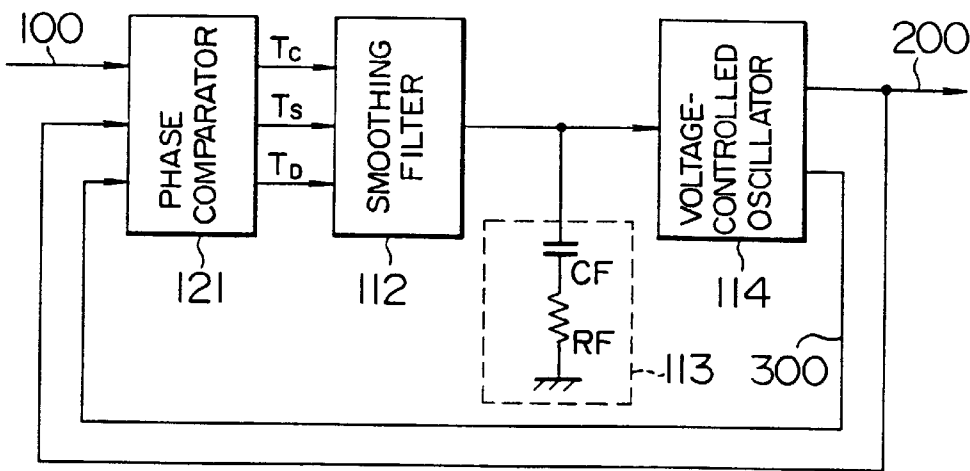 100
PHASE
COMPARATOR
121
TC
TS
TD
SMOOTHING
FILTER
112
CF
RF
113
VOLTAGE-
CONTROLLED
OSCILLATOR
114
200
300